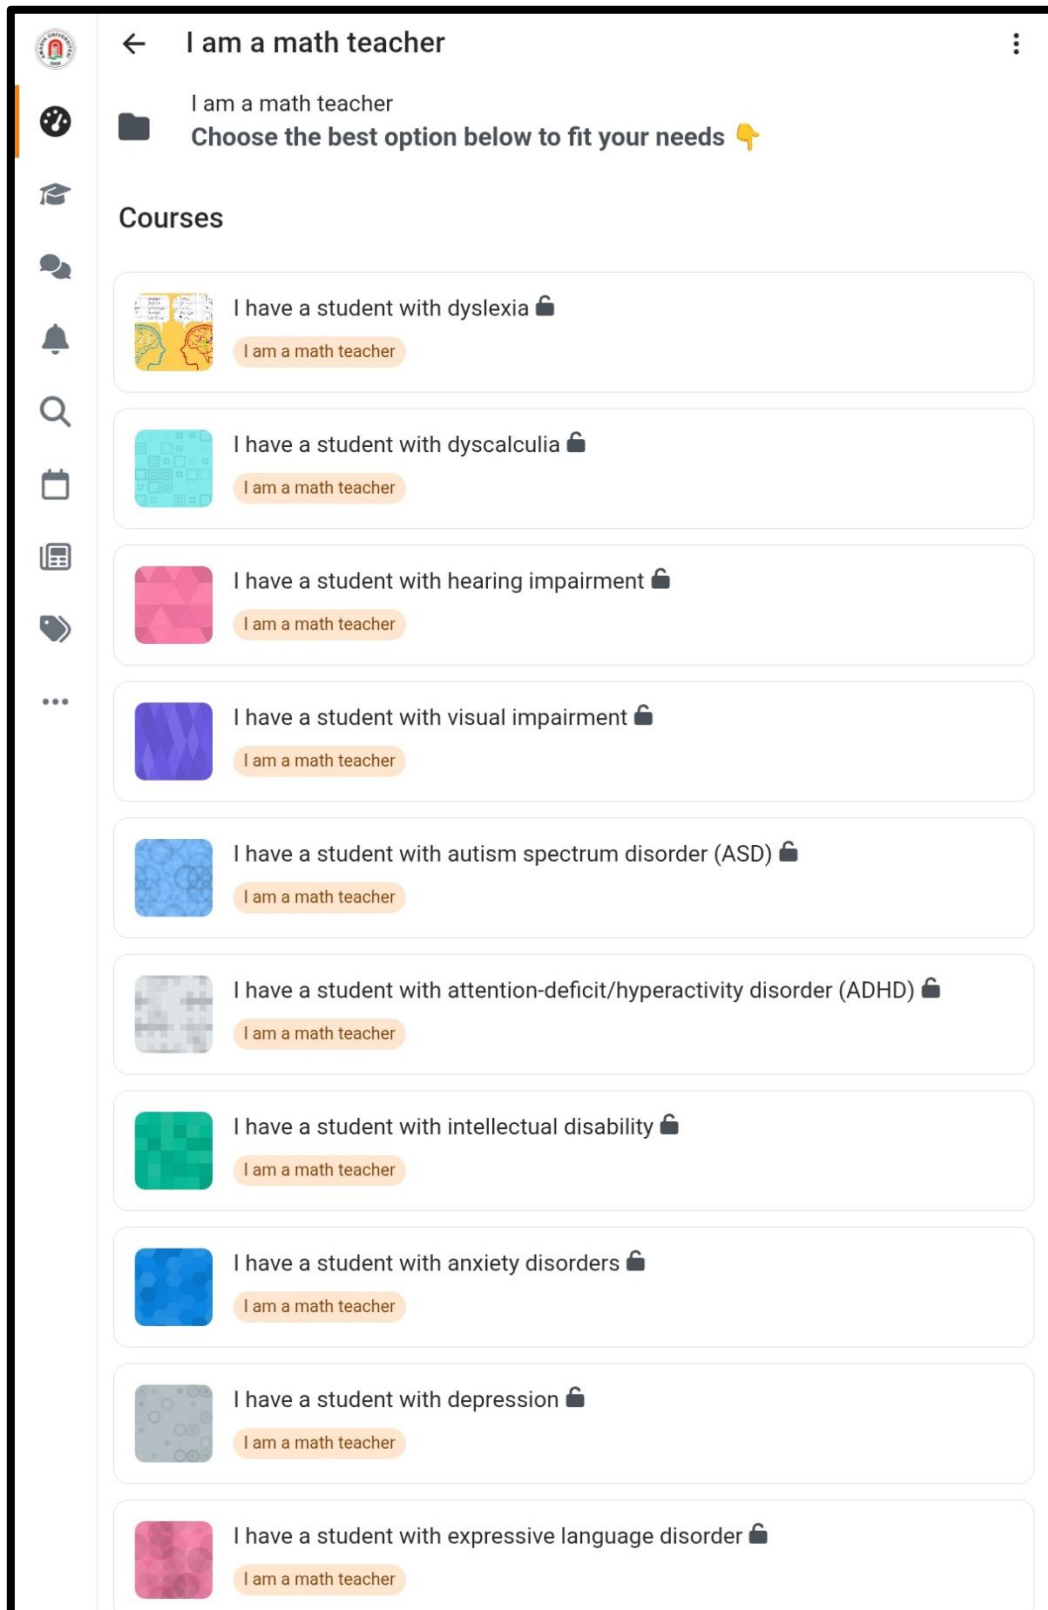 I am a math teacher
I am a math teacher
Choose the best option below to fit your needs 👇
Courses
I have a student with dyslexia
I am a math teacher
I have a student with dyscalculia
I am a math teacher
I have a student with hearing impairment
I am a math teacher
I have a student with visual impairment
I am a math teacher
I have a student with autism spectrum disorder (ASD)
I am a math teacher
I have a student with attention-deficit/hyperactivity disorder (ADHD)
I am a math teacher
I have a student with intellectual disability
I am a math teacher
I have a student with anxiety disorders
I am a math teacher
I have a student with depression
I am a math teacher
I have a student with expressive language disorder
I am a math teacher